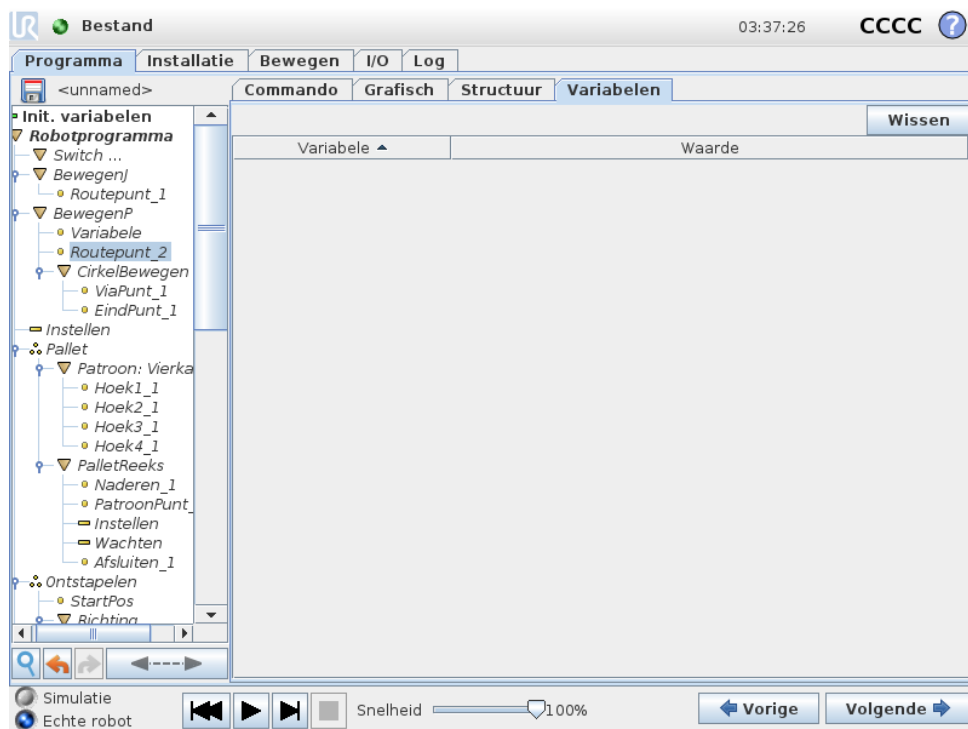 UR Bestand 03:37:26 CCCC ?
Programma Installatie Bewegen I/O Log
<unnamed> Commando Grafisch Structuur Variabelen
Init. variabelen
Wissen
Robotprogramma
Variabele Waarde
Switch ...
BewegenJ
Routepunt_1
BewegenP
Variabele
Routepunt_2
CirkelBewegen
ViaPunt_1
EindPunt_1
Instellen
Pallet
Patroon: Vierka
Hoek1_1
Hoek2_1
Hoek3_1
Hoek4_1
PalletReeks
Naderen_1
PatroonPunt_
Instellen
Wachten
Afsluiten_1
Ontstapelen
StartPos
Richting
Simulatie
Echte robot
Snelheid 100%
Vorige Volgende